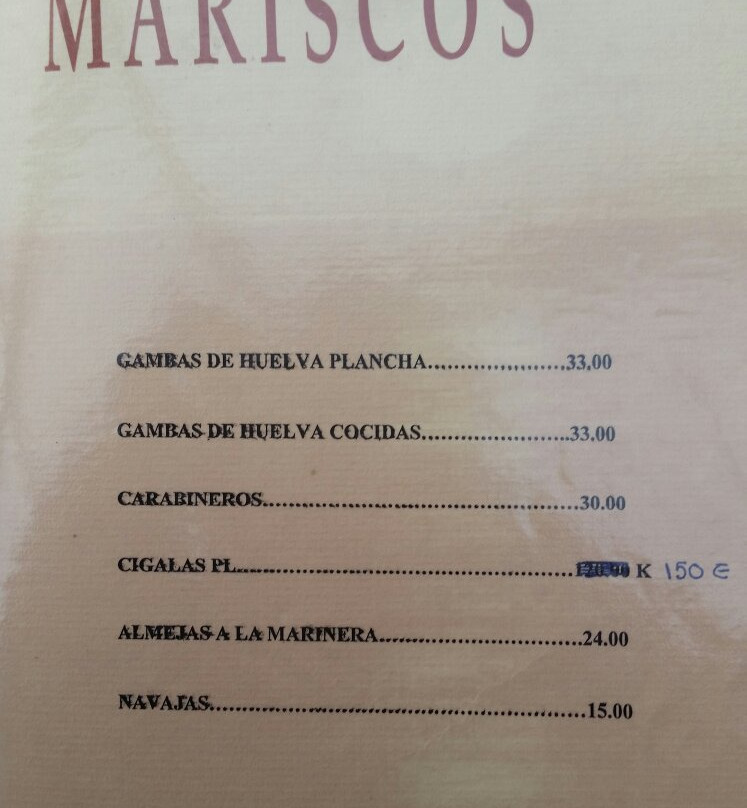 MARISCOS
GAMBAS DE HUELVA PLANCHA.....................33,00
GAMBAS DE HUELVA COCIDAS......................33.00
CARABINEROS................................................30.00
CIGALAS PL....................................................K 150 €
ALMEJAS A LA MARINERA...............................24.00
NAVAJAS.........................................................15.00